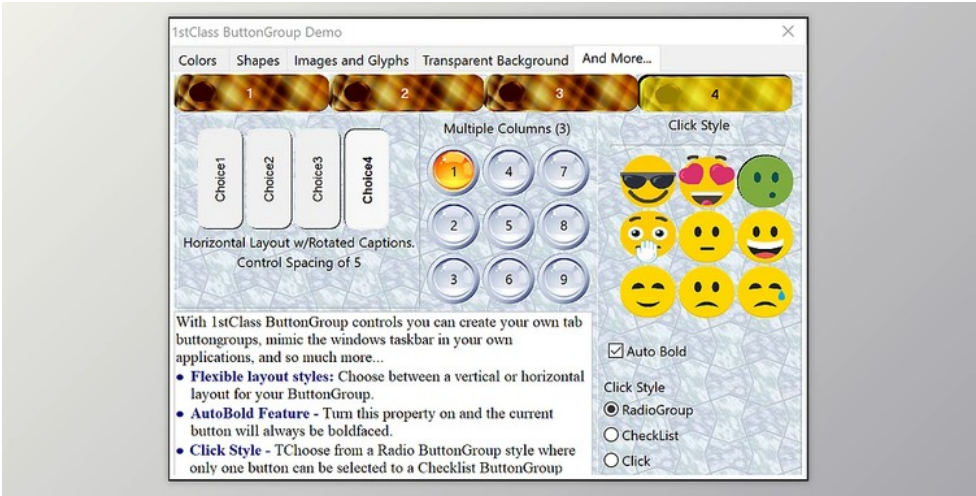 1stClass ButtonGroup Demo
Colors Shapes Images and Glyphs Transparent Background And More...
1 2 3 4
Choice1
Choice2
Choice3
Choice4
Horizontal Layout w/Rotated Captions.
Control Spacing of 5
Multiple Columns (3)
1 4 7
2 5 8
3 6 9
Click Style
With 1stClass ButtonGroup controls you can create your own tab
buttongroups, mimic the windows taskbar in your own
applications, and so much more...
• Flexible layout styles: Choose between a vertical or horizontal
layout for your ButtonGroup.
• AutoBold Feature - Turn this property on and the current
button will always be boldfaced.
• Click Style - TChoose from a Radio ButtonGroup style where
only one button can be selected to a Checklist ButtonGroup
Auto Bold
Click Style
RadioGroup
CheckList
Click